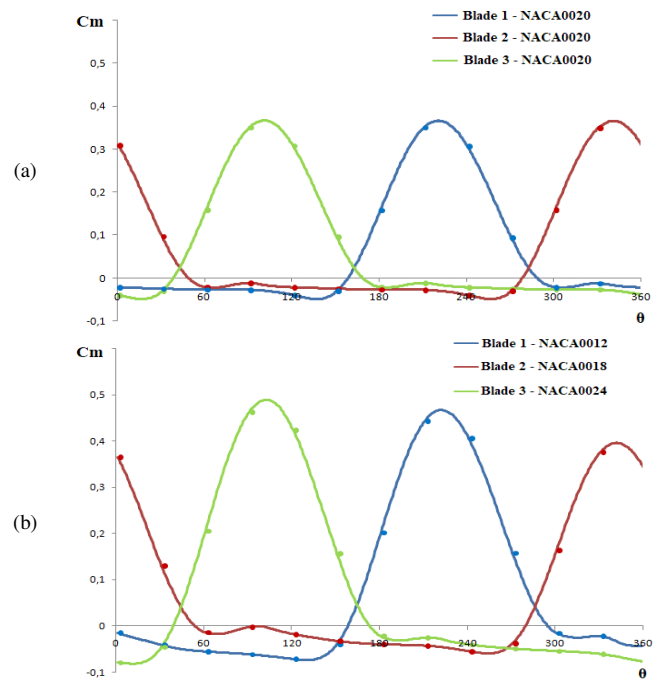 Cm
Blade 1 - NACA0020
Blade 2 - NACA0020
Blade 3 - NACA0020
0,6
0,5
0,4
0,3
0,2
0,1
0
-0,1
0 60 120 180 240 300 360
θ
(a)
Cm
Blade 1 - NACA0012
Blade 2 - NACA0018
Blade 3 - NACA0024
0,5
0,4
0,3
0,2
0,1
0
-0,1
0 60 120 180 240 300 360
θ
(b)